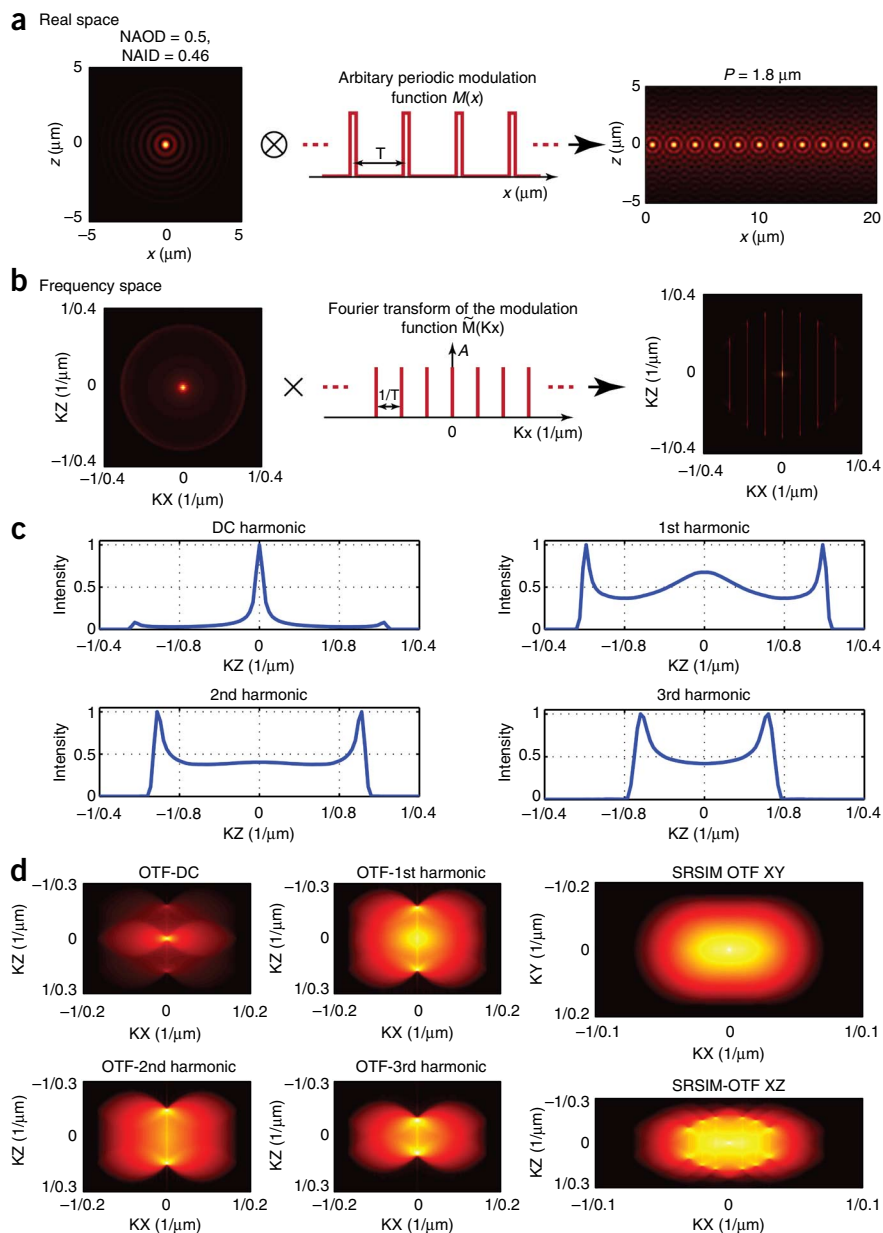 a Real space
NAOD = 0.5,
NAID = 0.46
5
0
−5
z (μm)
−5 0 5
x (μm)
Arbitary periodic modulation
function M(x)
T
x (μm)
P = 1.8 μm
5
0
−5
z (μm)
0 10 20
x (μm)
b Frequency space
1/0.4
0
−1/0.4
KZ (1/μm)
−1/0.4 0 1/0.4
KX (1/μm)
Fourier transform of the modulation
function M̃(Kx)
A
1/T
0 Kx (1/μm)
1/0.4
0
−1/0.4
KZ (1/μm)
−1/0.4 0 1/0.4
KX (1/μm)
c
DC harmonic
1
0.5
0
Intensity
−1/0.4 −1/0.8 0 1/0.8 1/0.4
KZ (1/μm)
1st harmonic
1
0.5
0
Intensity
−1/0.4 −1/0.8 0 1/0.8 1/0.4
KZ (1/μm)
2nd harmonic
1
0.5
0
Intensity
−1/0.4 −1/0.8 0 1/0.8 1/0.4
KZ (1/μm)
3rd harmonic
1
0.5
0
Intensity
−1/0.4 −1/0.8 0 1/0.8 1/0.4
KZ (1/μm)
d
OTF-DC
−1/0.3
0
1/0.3
KZ (1/μm)
−1/0.2 0 1/0.2
KX (1/μm)
OTF-1st harmonic
−1/0.3
0
1/0.3
KZ (1/μm)
−1/0.2 0 1/0.2
KX (1/μm)
SRSIM OTF XY
−1/0.2
0
1/0.2
KY (1/μm)
−1/0.1 0 1/0.1
KX (1/μm)
OTF-2nd harmonic
−1/0.3
0
1/0.3
KZ (1/μm)
−1/0.2 0 1/0.2
KX (1/μm)
OTF-3rd harmonic
−1/0.3
0
1/0.3
KZ (1/μm)
−1/0.2 0 1/0.2
KX (1/μm)
SRSIM-OTF XZ
−1/0.3
0
1/0.3
KZ (1/μm)
−1/0.1 0 1/0.1
KX (1/μm)